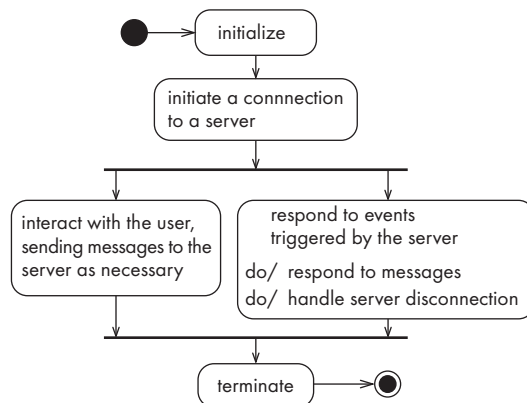 initialize
initiate a connnection
to a server
interact with the user,
sending messages to the
server as necessary
respond to events
triggered by the server
do/ respond to messages
do/ handle server disconnection
terminate